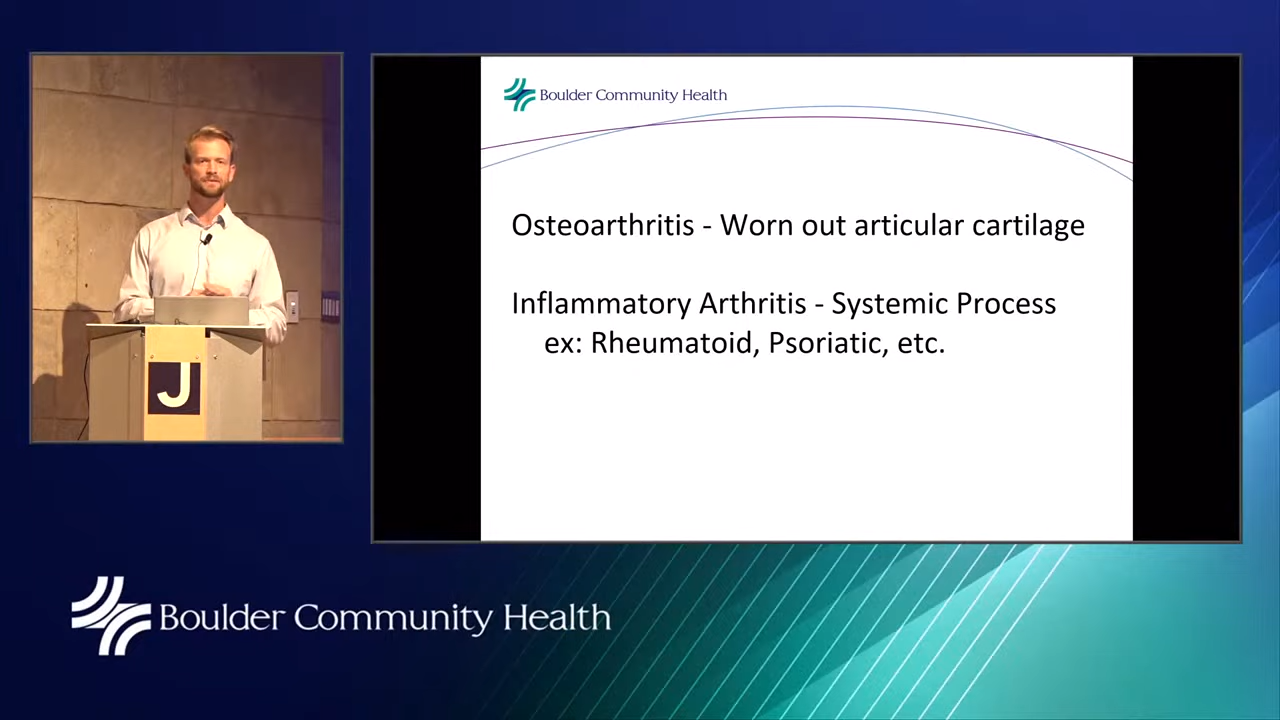 Boulder Community Health
Osteoarthritis - Worn out articular cartilage
Inflammatory Arthritis - Systemic Process
ex: Rheumatoid, Psoriatic, etc.
J
Boulder Community Health